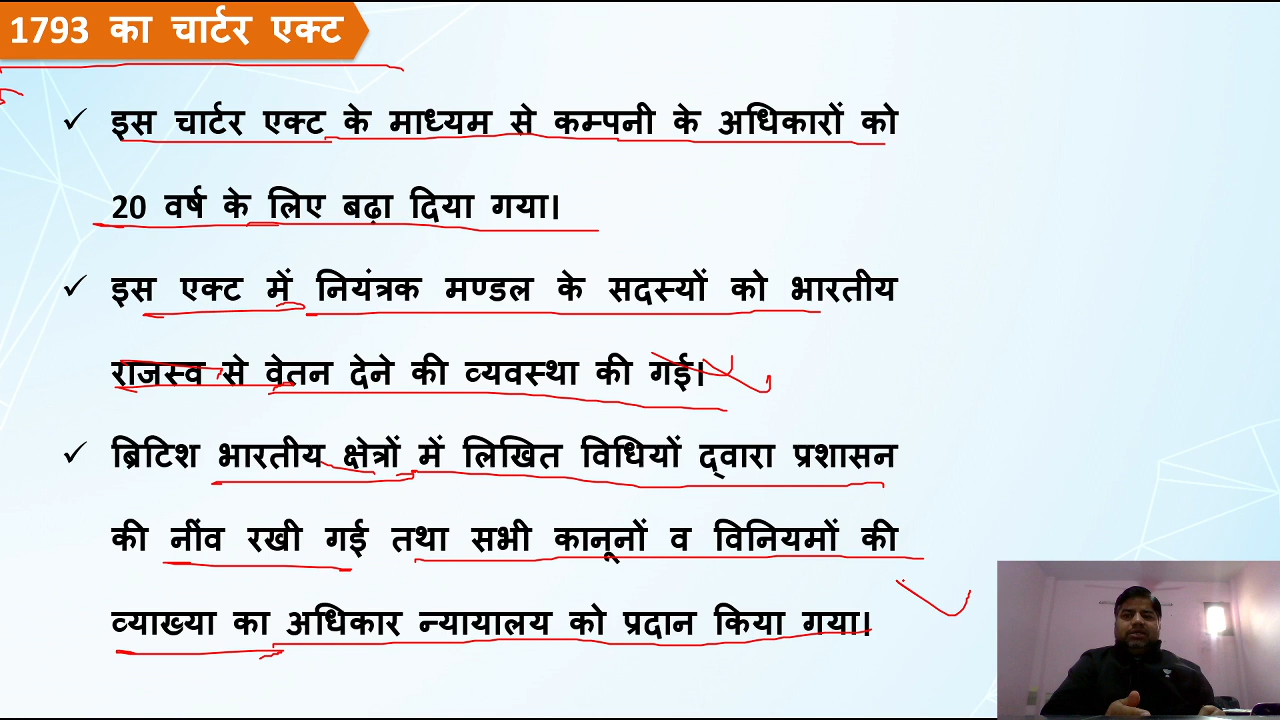 1793 का चार्टर एक्ट
✓ इस चार्टर एक्ट के माध्यम से कम्पनी के अधिकारों को
20 वर्ष के लिए बढ़ा दिया गया।
✓ इस एक्ट में नियंत्रक मण्डल के सदस्यों को भारतीय
राजस्व से वेतन देने की व्यवस्था की गई।
✓ ब्रिटिश भारतीय क्षेत्रों में लिखित विधियों द्वारा प्रशासन
की नींव रखी गई तथा सभी कानूनों व विनियमों की
व्याख्या का अधिकार न्यायालय को प्रदान किया गया।